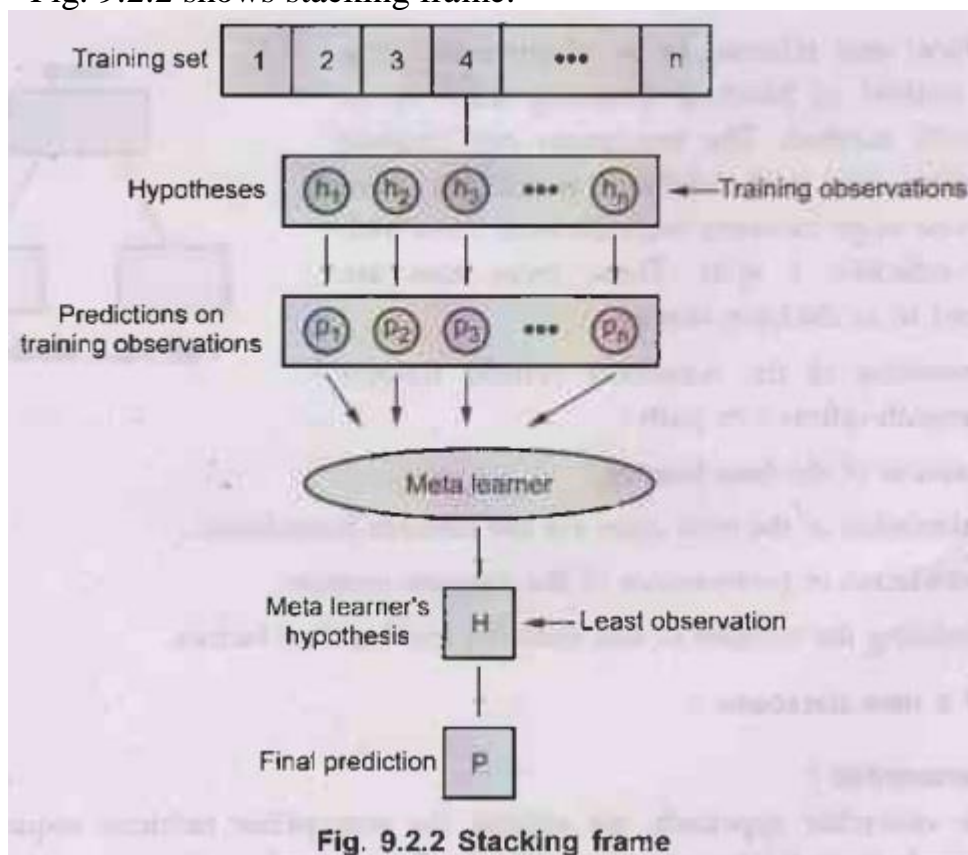 Fig. 9.2.2 shows stacking frame.
Training set 1 2 3 4 ••• n
Hypotheses h1 h2 h3 ••• hn Training observations
Predictions on
training observations
p1 p2 p3 ••• pn
Meta learner
Meta learner's
hypothesis
H Least observation
Final prediction P
Fig. 9.2.2 Stacking frame